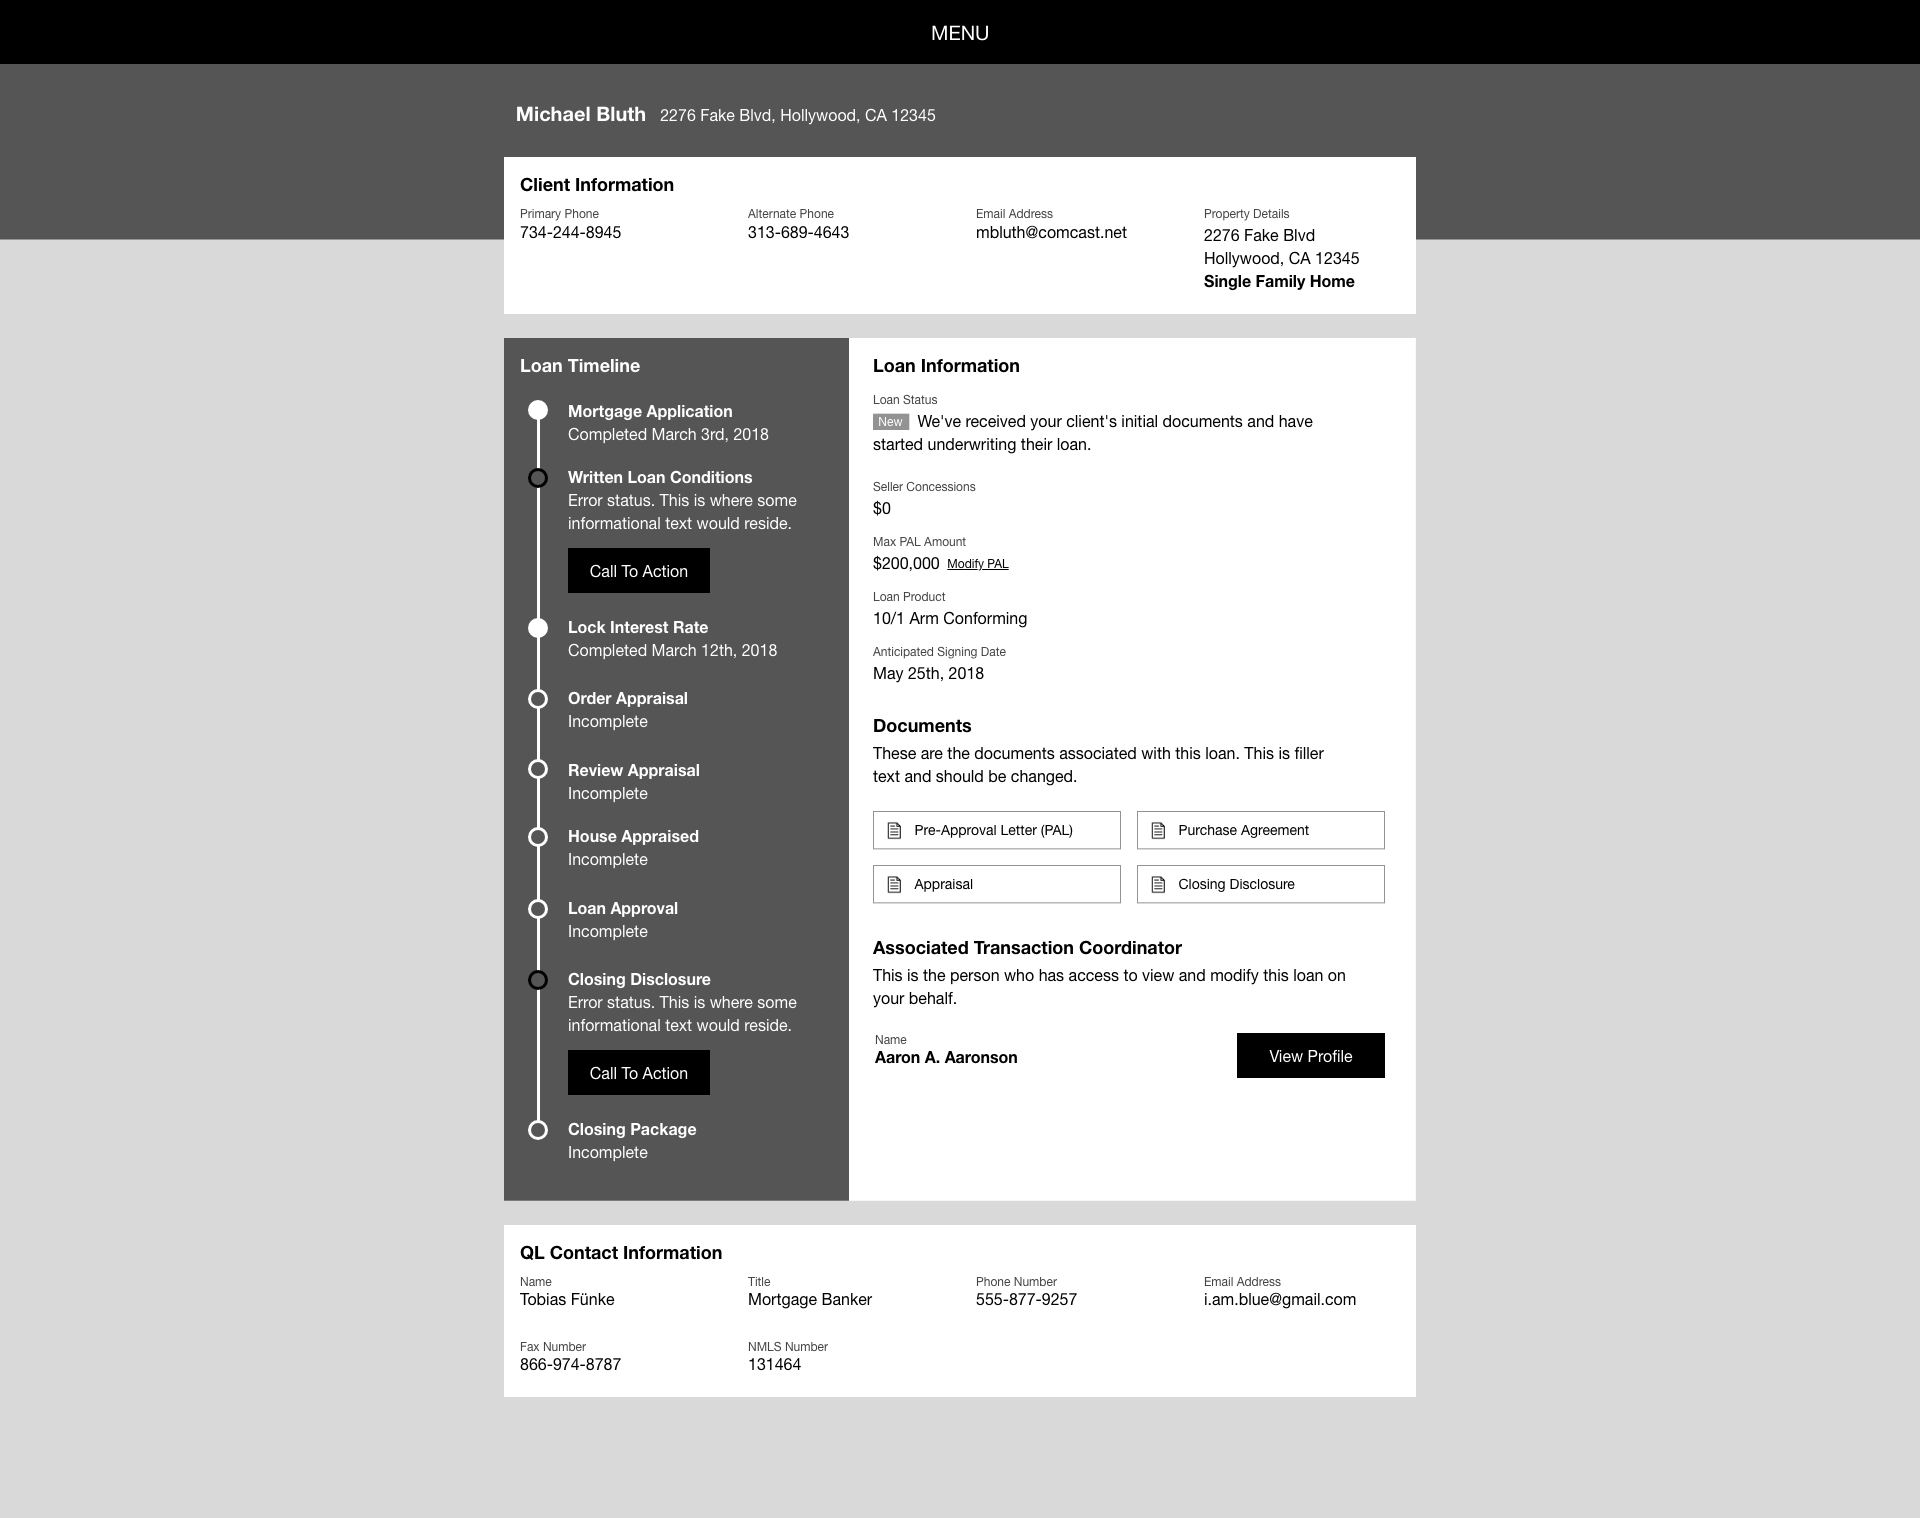 MENU
Michael Bluth 2276 Fake Blvd, Hollywood, CA 12345
Client Information
Primary Phone
734-244-8945
Alternate Phone
313-689-4643
Email Address
mbluth@comcast.net
Property Details
2276 Fake Blvd
Hollywood, CA 12345
Single Family Home
Loan Timeline
Mortgage Application
Completed March 3rd, 2018
Written Loan Conditions
Error status. This is where some
informational text would reside.
Call To Action
Lock Interest Rate
Completed March 12th, 2018
Order Appraisal
Incomplete
Review Appraisal
Incomplete
House Appraised
Incomplete
Loan Approval
Incomplete
Closing Disclosure
Error status. This is where some
informational text would reside.
Call To Action
Closing Package
Incomplete
Loan Information
Loan Status
New We've received your client's initial documents and have
started underwriting their loan.
Seller Concessions
$0
Max PAL Amount
$200,000 Modify PAL
Loan Product
10/1 Arm Conforming
Anticipated Signing Date
May 25th, 2018
Documents
These are the documents associated with this loan. This is filler
text and should be changed.
Pre-Approval Letter (PAL)
Purchase Agreement
Appraisal
Closing Disclosure
Associated Transaction Coordinator
This is the person who has access to view and modify this loan on
your behalf.
Name
Aaron A. Aaronson
View Profile
QL Contact Information
Name
Tobias Fünke
Title
Mortgage Banker
Phone Number
555-877-9257
Email Address
i.am.blue@gmail.com
Fax Number
866-974-8787
NMLS Number
131464